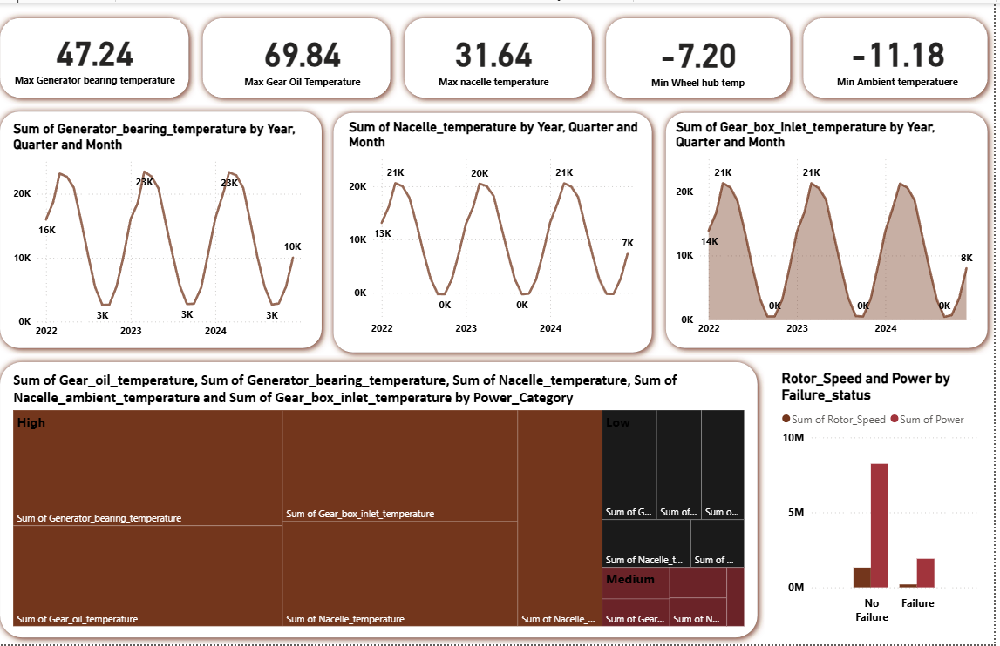 47.24
Max Generator bearing temperature
69.84
Max Gear Oil Temperature
31.64
Max nacelle temperature
-7.20
Min Wheel hub temp
-11.18
Min Ambient temperatuere
Sum of Generator_bearing_temperature by Year,
Quarter and Month
20K
10K
0K
16K
23K
23K
10K
3K
3K
3K
2022
2023
2024
Sum of Nacelle_temperature by Year, Quarter and
Month
20K
10K
0K
13K
21K
20K
21K
7K
0K
0K
2022
2023
2024
Sum of Gear_box_inlet_temperature by Year,
Quarter and Month
20K
10K
0K
14K
21K
21K
8K
0K
0K
0K
2022
2023
2024
Sum of Gear_oil_temperature, Sum of Generator_bearing_temperature, Sum of Nacelle_temperature, Sum of
Nacelle_ambient_temperature and Sum of Gear_box_inlet_temperature by Power_Category
High
Sum of Generator_bearing_temperature
Sum of Gear_box_inlet_temperature
Sum of Gear_oil_temperature
Sum of Nacelle_temperature
Sum of Nacelle_...
Low
Sum of G...
Sum of...
Sum o...
Sum of Nacelle_t...
Sum of ...
Medium
Sum of Gear...
Sum of N...
Rotor_Speed and Power by
Failure_status
Sum of Rotor_Speed
Sum of Power
10M
5M
0M
No
Failure
Failure